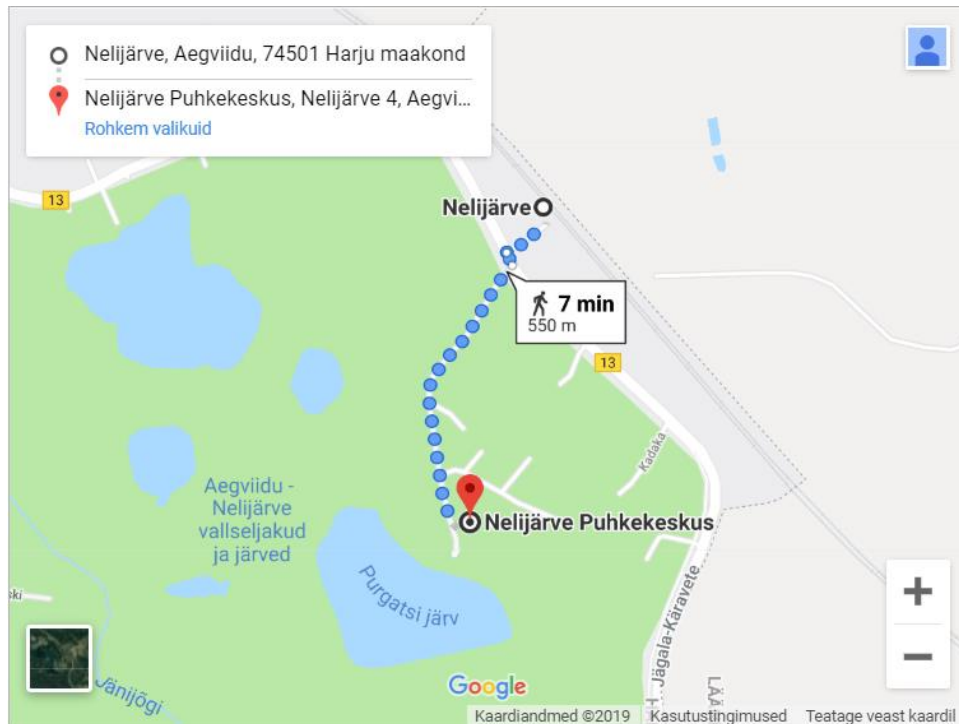 Nelijärve, Aegviidu, 74501 Harju maakond
Nelijärve Puhkekeskus, Nelijärve 4, Aegvi...
Rohkem valikuid
13
Nelijärve
7 min
550 m
13
Kadaka
Aegviidu -
Nelijärve
vallseljakud
ja järved
Nelijärve Puhkekeskus
Purgatsi järv
ski
Jänijõgi
Jägala-Käravete
LÄÄ
Google
Kaardiandmed ©2019 Kasutustingimused Teatage veast kaardil